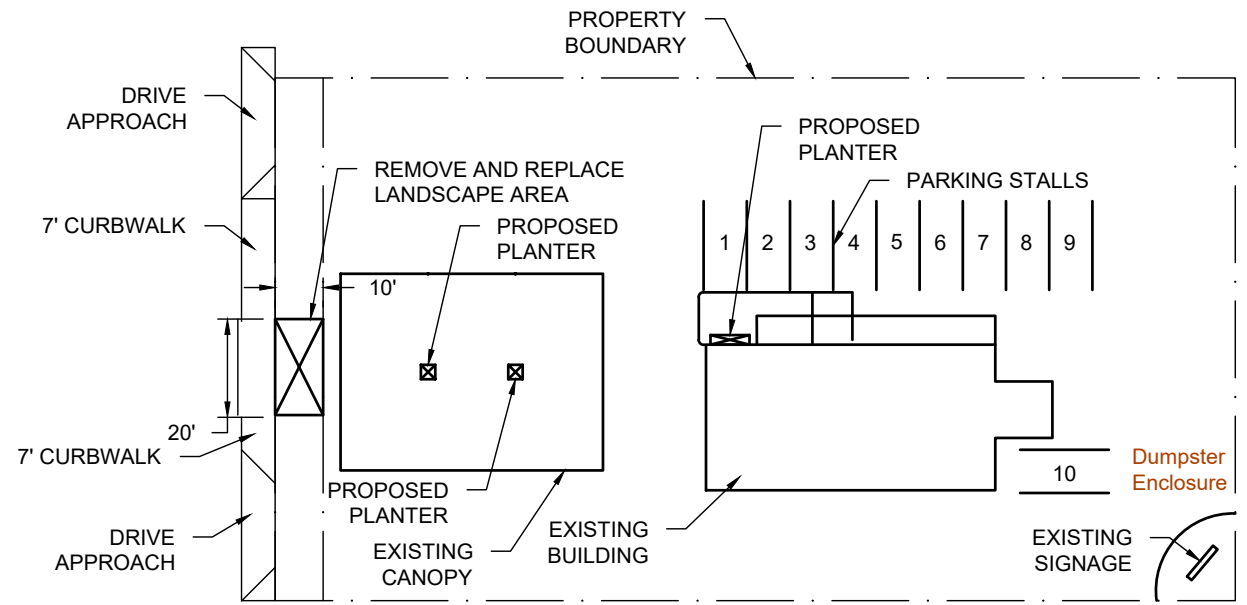 PROPERTY
BOUNDARY
DRIVE
APPROACH
PROPOSED
PLANTER
REMOVE AND REPLACE
LANDSCAPE AREA
PARKING STALLS
7' CURBWALK
PROPOSED
PLANTER
1 2 3 4 5 6 7 8 9
10'
20'
7' CURBWALK
Dumpster
Enclosure
10
PROPOSED
PLANTER
DRIVE
APPROACH
EXISTING
CANOPY
EXISTING
BUILDING
EXISTING
SIGNAGE